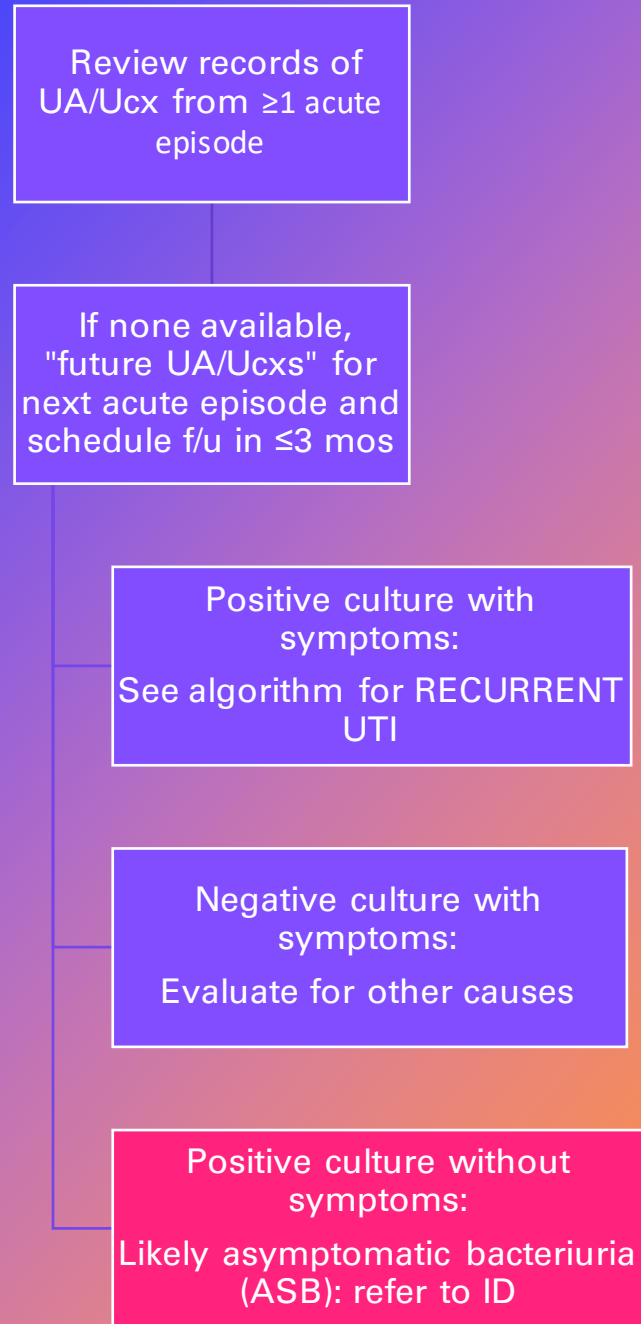 Review records of
UA/Ucx from ≥1 acute
episode
If none available,
"future UA/Ucxs" for
next acute episode and
schedule f/u in ≤3 mos
Positive culture with
symptoms:
See algorithm for RECURRENT
UTI
Negative culture with
symptoms:
Evaluate for other causes
Positive culture without
symptoms:
Likely asymptomatic bacteriuria
(ASB): refer to ID